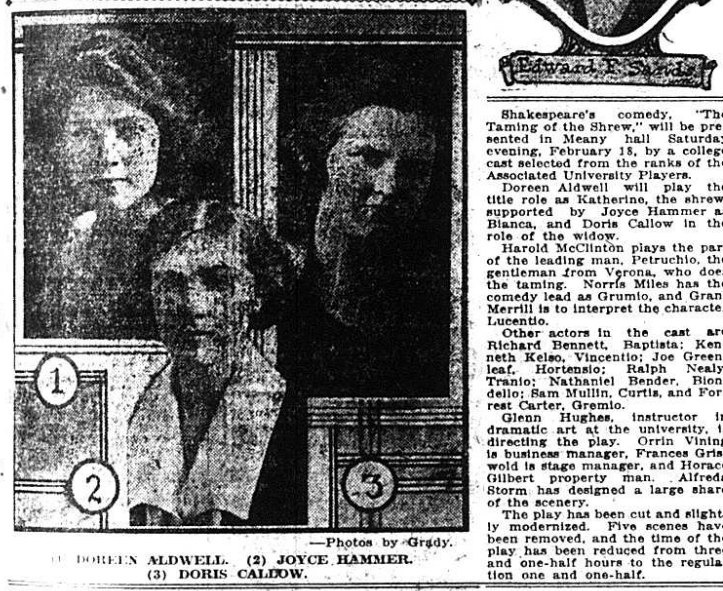 Edward F. Sands
Shakespeare's comedy, "The
Taming of the Shrew," will be pre
sented in Meany hall Saturday
evening, February 18, by a college
cast selected from the ranks of the
Associated University Players.
Doreen Aldwell will play the
title role as Katherine, the shrew
supported by Joyce Hammer a
Bianca, and Doris Callow in the
role of the widow.
Harold McClinton plays the par
of the leading man, Petruchio, the
gentleman from Verona, who doe
the taming. Norris Miles has the
comedy lead as Grumio, and Gran
Merrill is to interpret the characte
Lucentio.
Other actors in the cast are
Richard Bennett, Baptista; Ken
neth Kelso, Vincentio; Joe Green
leaf, Hortensio; Ralph Nealy
Tranio; Nathaniel Bender, Bion
dello; Sam Mullin, Curtis, and For
rest Carter, Gremio.
Glenn Hughes, instructor in
dramatic art at the university, i
directing the play. Orrin Vining
is business manager, Frances Gris
wold is stage manager, and Horac
Gilbert property man. Alfreda
Storm has designed a large share
of the scenery.
The play has been cut and slight
ly modernized. Five scenes have
been removed, and the time of the
play has been reduced from three
and one-half hours to the regula
tion one and one-half.
1
2
3
—Photos by Grady.
DOREEN ALDWELL. (2) JOYCE HAMMER.
(3) DORIS CALLOW.